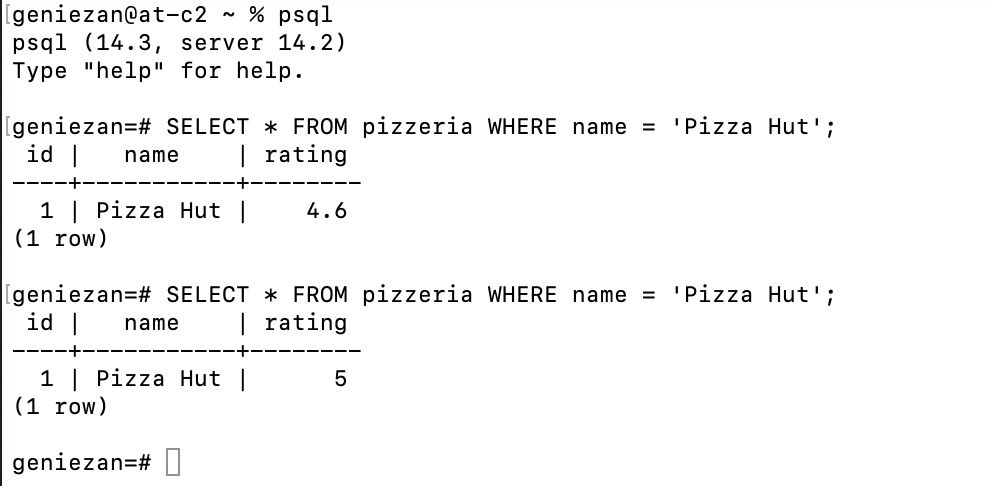 [geniezan@at-c2 ~ % psql
psql (14.3, server 14.2)
Type "help" for help.

[geniezan=# SELECT * FROM pizzeria WHERE name = 'Pizza Hut';
 id |   name    | rating
----+-----------+--------
  1 | Pizza Hut |    4.6
(1 row)

[geniezan=# SELECT * FROM pizzeria WHERE name = 'Pizza Hut';
 id |   name    | rating
----+-----------+--------
  1 | Pizza Hut |      5
(1 row)

geniezan=#